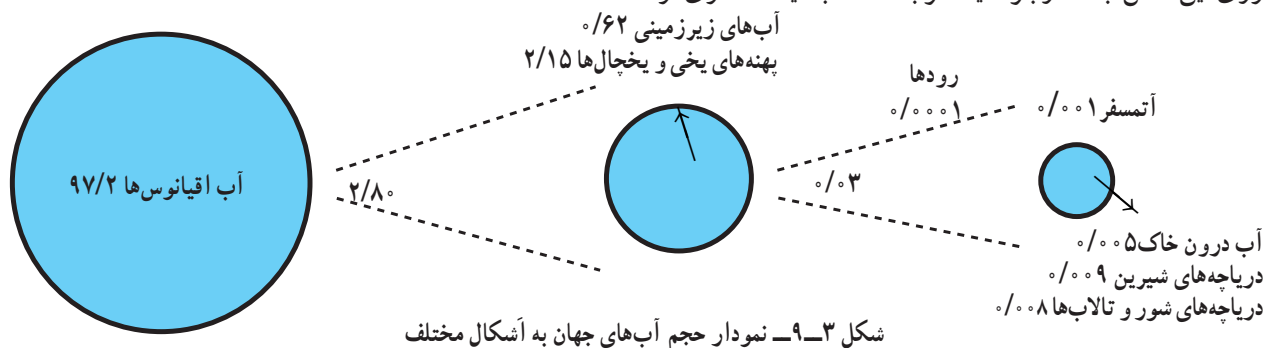 آب‌های زیرزمینی ۰/۶۲
پهنه‌های یخی و یخچال‌ها ۲/۱۵
رودها
۰/۰۰۰۱
آتمسفر ۰/۰۰۱
آب اقیانوس‌ها ۹۷/۲
۲/۸۰
۰/۰۳
آب درون خاک ۰/۰۰۵
دریاچه‌های شیرین ۰/۰۰۹
دریاچه‌های شور و تالاب‌ها ۰/۰۰۸
شکل ۳ــ۹ــ نمودار حجم آب‌های جهان به اَشکال مختلف